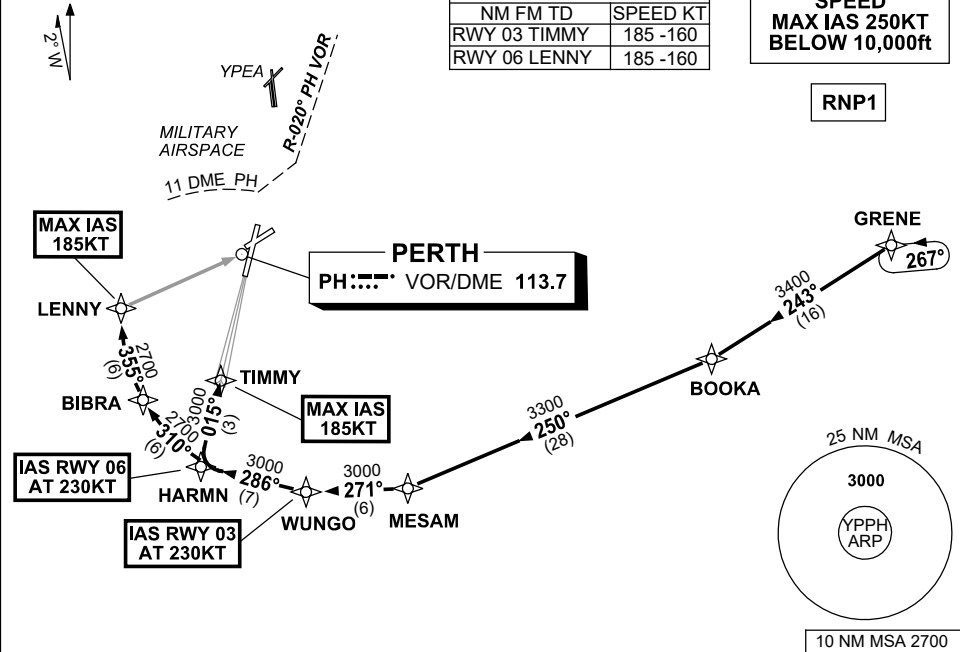 NM FM TD SPEED KT
RWY 03 TIMMY 185 -160
RWY 06 LENNY 185 -160
SPEED
MAX IAS 250KT
BELOW 10,000ft
RNP1
2° W
YPEA
R-020° PH VOR
MILITARY
AIRSPACE
11 DME PH
MAX IAS
185KT
LENNY
PERTH
PH VOR/DME 113.7
GRENE
267°
3400
243°
(16)
BOOKA
3300
250°
(28)
MESAM
3000
271°
(6)
WUNGO
IAS RWY 03
AT 230KT
3000
286°
(7)
HARMN
IAS RWY 06
AT 230KT
3000
015°
(3)
TIMMY
MAX IAS
185KT
2700
310°
(6)
BIBRA
2700
355°
(6)
25 NM MSA
3000
YPPH
ARP
10 NM MSA 2700